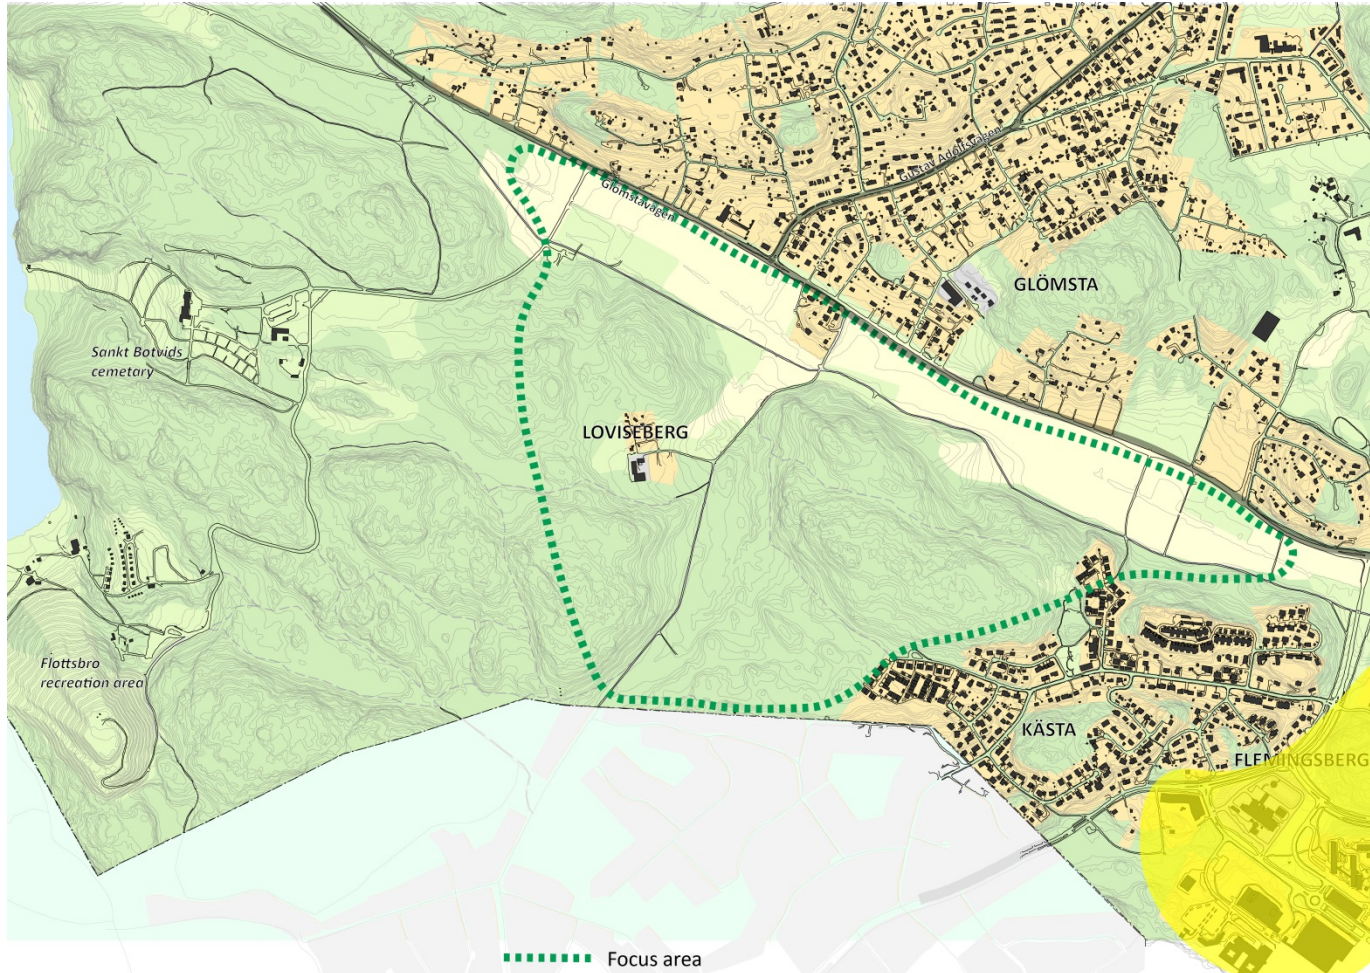 Gustav Adolfsvägen
Glömstavägen
GLÖMSTA
Sankt Botvids
cemetary
LOVISEBERG
Flottsbro
recreation area
KÄSTA
FLEMINGSBERG
Focus area